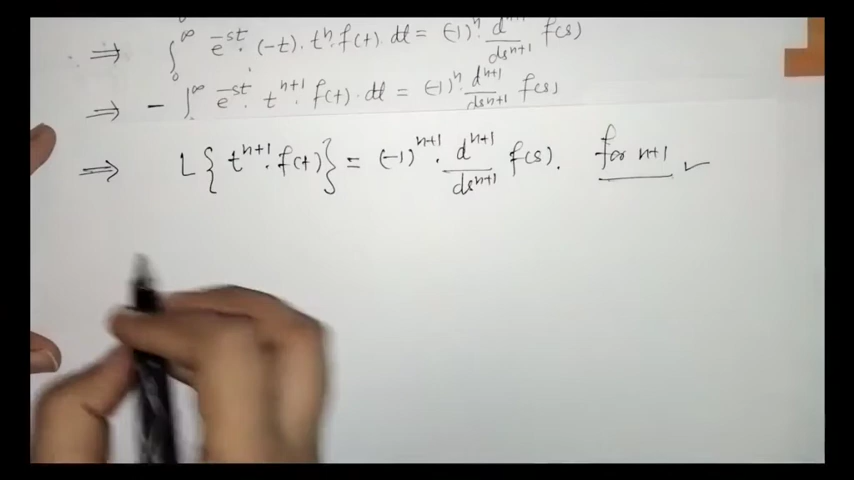 ⇒ ∫₀^∞ e^{-st}. (-t). tⁿ. f(t). dt = (-1)ⁿ. d^{n+1}/ds^{n+1} f(s)
⇒ - ∫₀^∞ e^{-st}. t^{n+1}. f(t). dt = (-1)ⁿ. d^{n+1}/ds^{n+1} f(s)
⇒ L{t^{n+1}. f(t)} = (-1)^{n+1}. d^{n+1}/ds^{n+1} f(s). for n+1 ✓